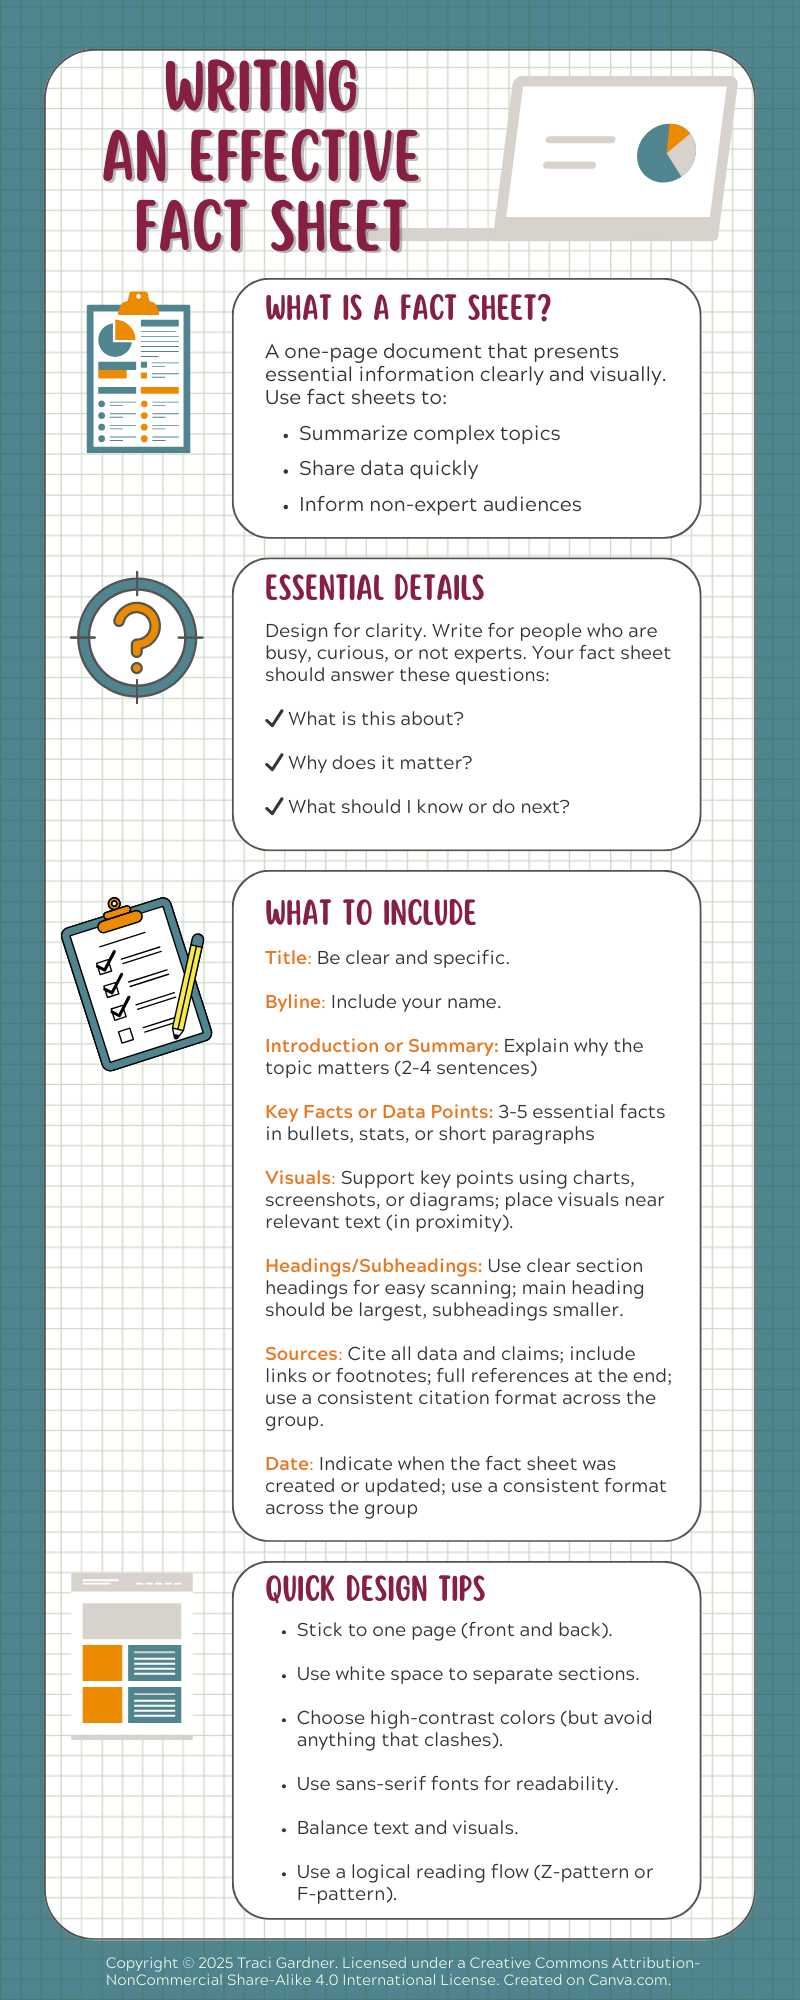 WRITING
AN EFFECTIVE
FACT SHEET
WHAT IS A FACT SHEET?
A one-page document that presents
essential information clearly and visually.
Use fact sheets to:
• Summarize complex topics
• Share data quickly
• Inform non-expert audiences
ESSENTIAL DETAILS
Design for clarity. Write for people who are
busy, curious, or not experts. Your fact sheet
should answer these questions:
✓ What is this about?
✓ Why does it matter?
✓ What should I know or do next?
WHAT TO INCLUDE
Title: Be clear and specific.
Byline: Include your name.
Introduction or Summary: Explain why the
topic matters (2-4 sentences)
Key Facts or Data Points: 3-5 essential facts
in bullets, stats, or short paragraphs
Visuals: Support key points using charts,
screenshots, or diagrams; place visuals near
relevant text (in proximity).
Headings/Subheadings: Use clear section
headings for easy scanning; main heading
should be largest, subheadings smaller.
Sources: Cite all data and claims; include
links or footnotes; full references at the end;
use a consistent citation format across the
group.
Date: Indicate when the fact sheet was
created or updated; use a consistent format
across the group
QUICK DESIGN TIPS
• Stick to one page (front and back).
• Use white space to separate sections.
• Choose high-contrast colors (but avoid
anything that clashes).
• Use sans-serif fonts for readability.
• Balance text and visuals.
• Use a logical reading flow (Z-pattern or
F-pattern).
Copyright © 2025 Traci Gardner. Licensed under a Creative Commons Attribution-
NonCommercial Share-Alike 4.0 International License. Created on Canva.com.